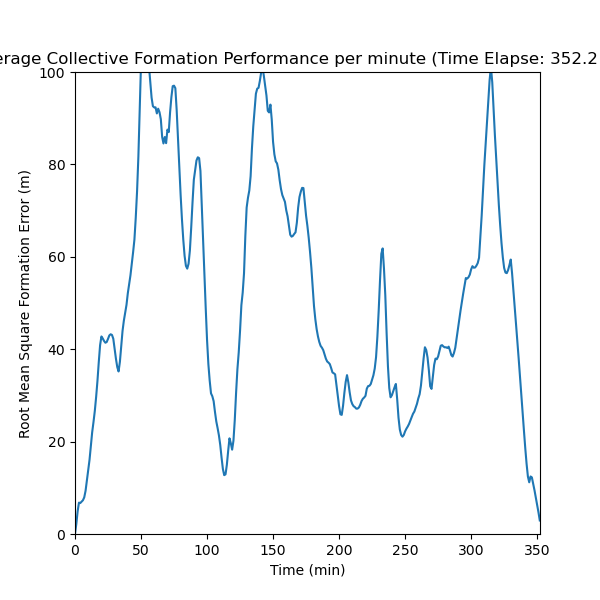 erage Collective Formation Performance per minute (Time Elapse: 352.2
100
80
60
40
20
0
Root Mean Square Formation Error (m)
0 50 100 150 200 250 300 350
Time (min)